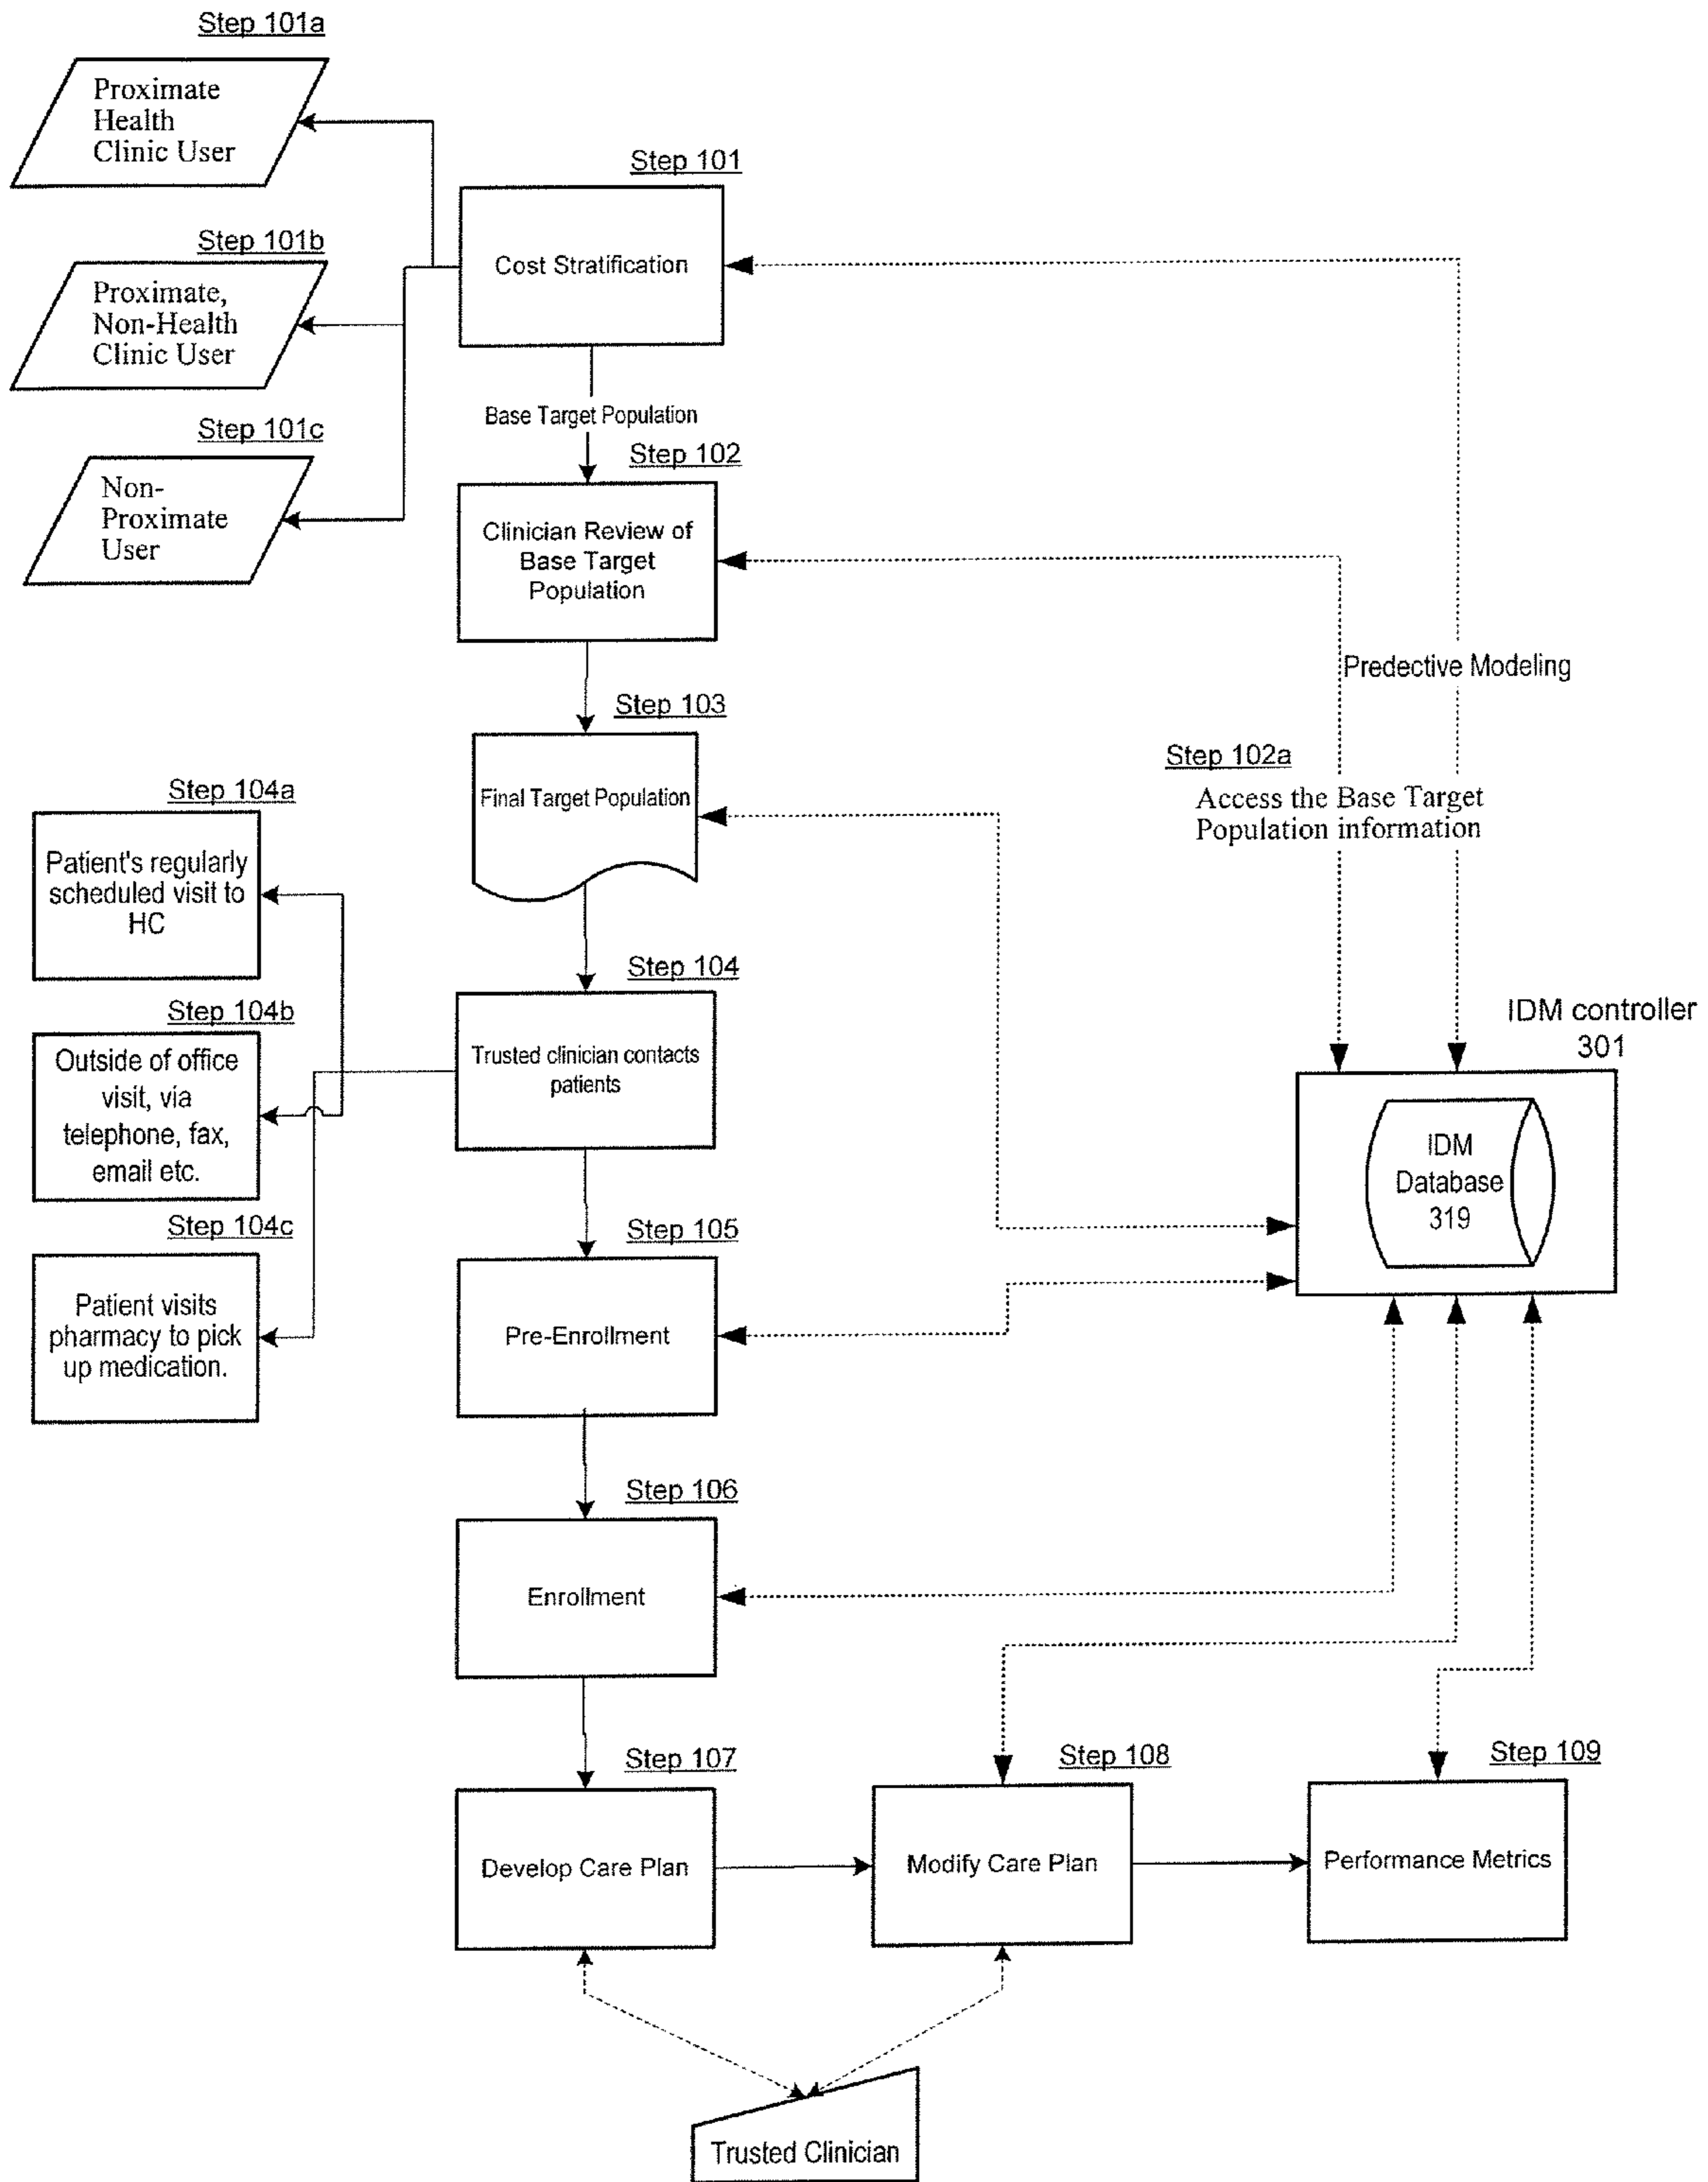 Step 101a
Proximate
Health
Clinic User
Step 101
Cost Stratification
Step 101b
Proximate,
Non-Health
Clinic User
Base Target Population
Step 101c
Non-
Proximate
User
Step 102
Clinician Review of
Base Target
Population
Predective Modeling
Step 102a
Access the Base Target
Population information
Step 103
Final Target Population
Step 104a
Patient's regularly
scheduled visit to
HC
Step 104
Trusted clinician contacts
patients
Step 104b
Outside of office
visit, via
telephone, fax,
email etc.
Step 104c
Patient visits
pharmacy to pick
up medication.
IDM controller
301
IDM
Database
319
Step 105
Pre-Enrollment
Step 106
Enrollment
Step 107
Develop Care Plan
Step 108
Modify Care Plan
Step 109
Performance Metrics
Trusted Clinician